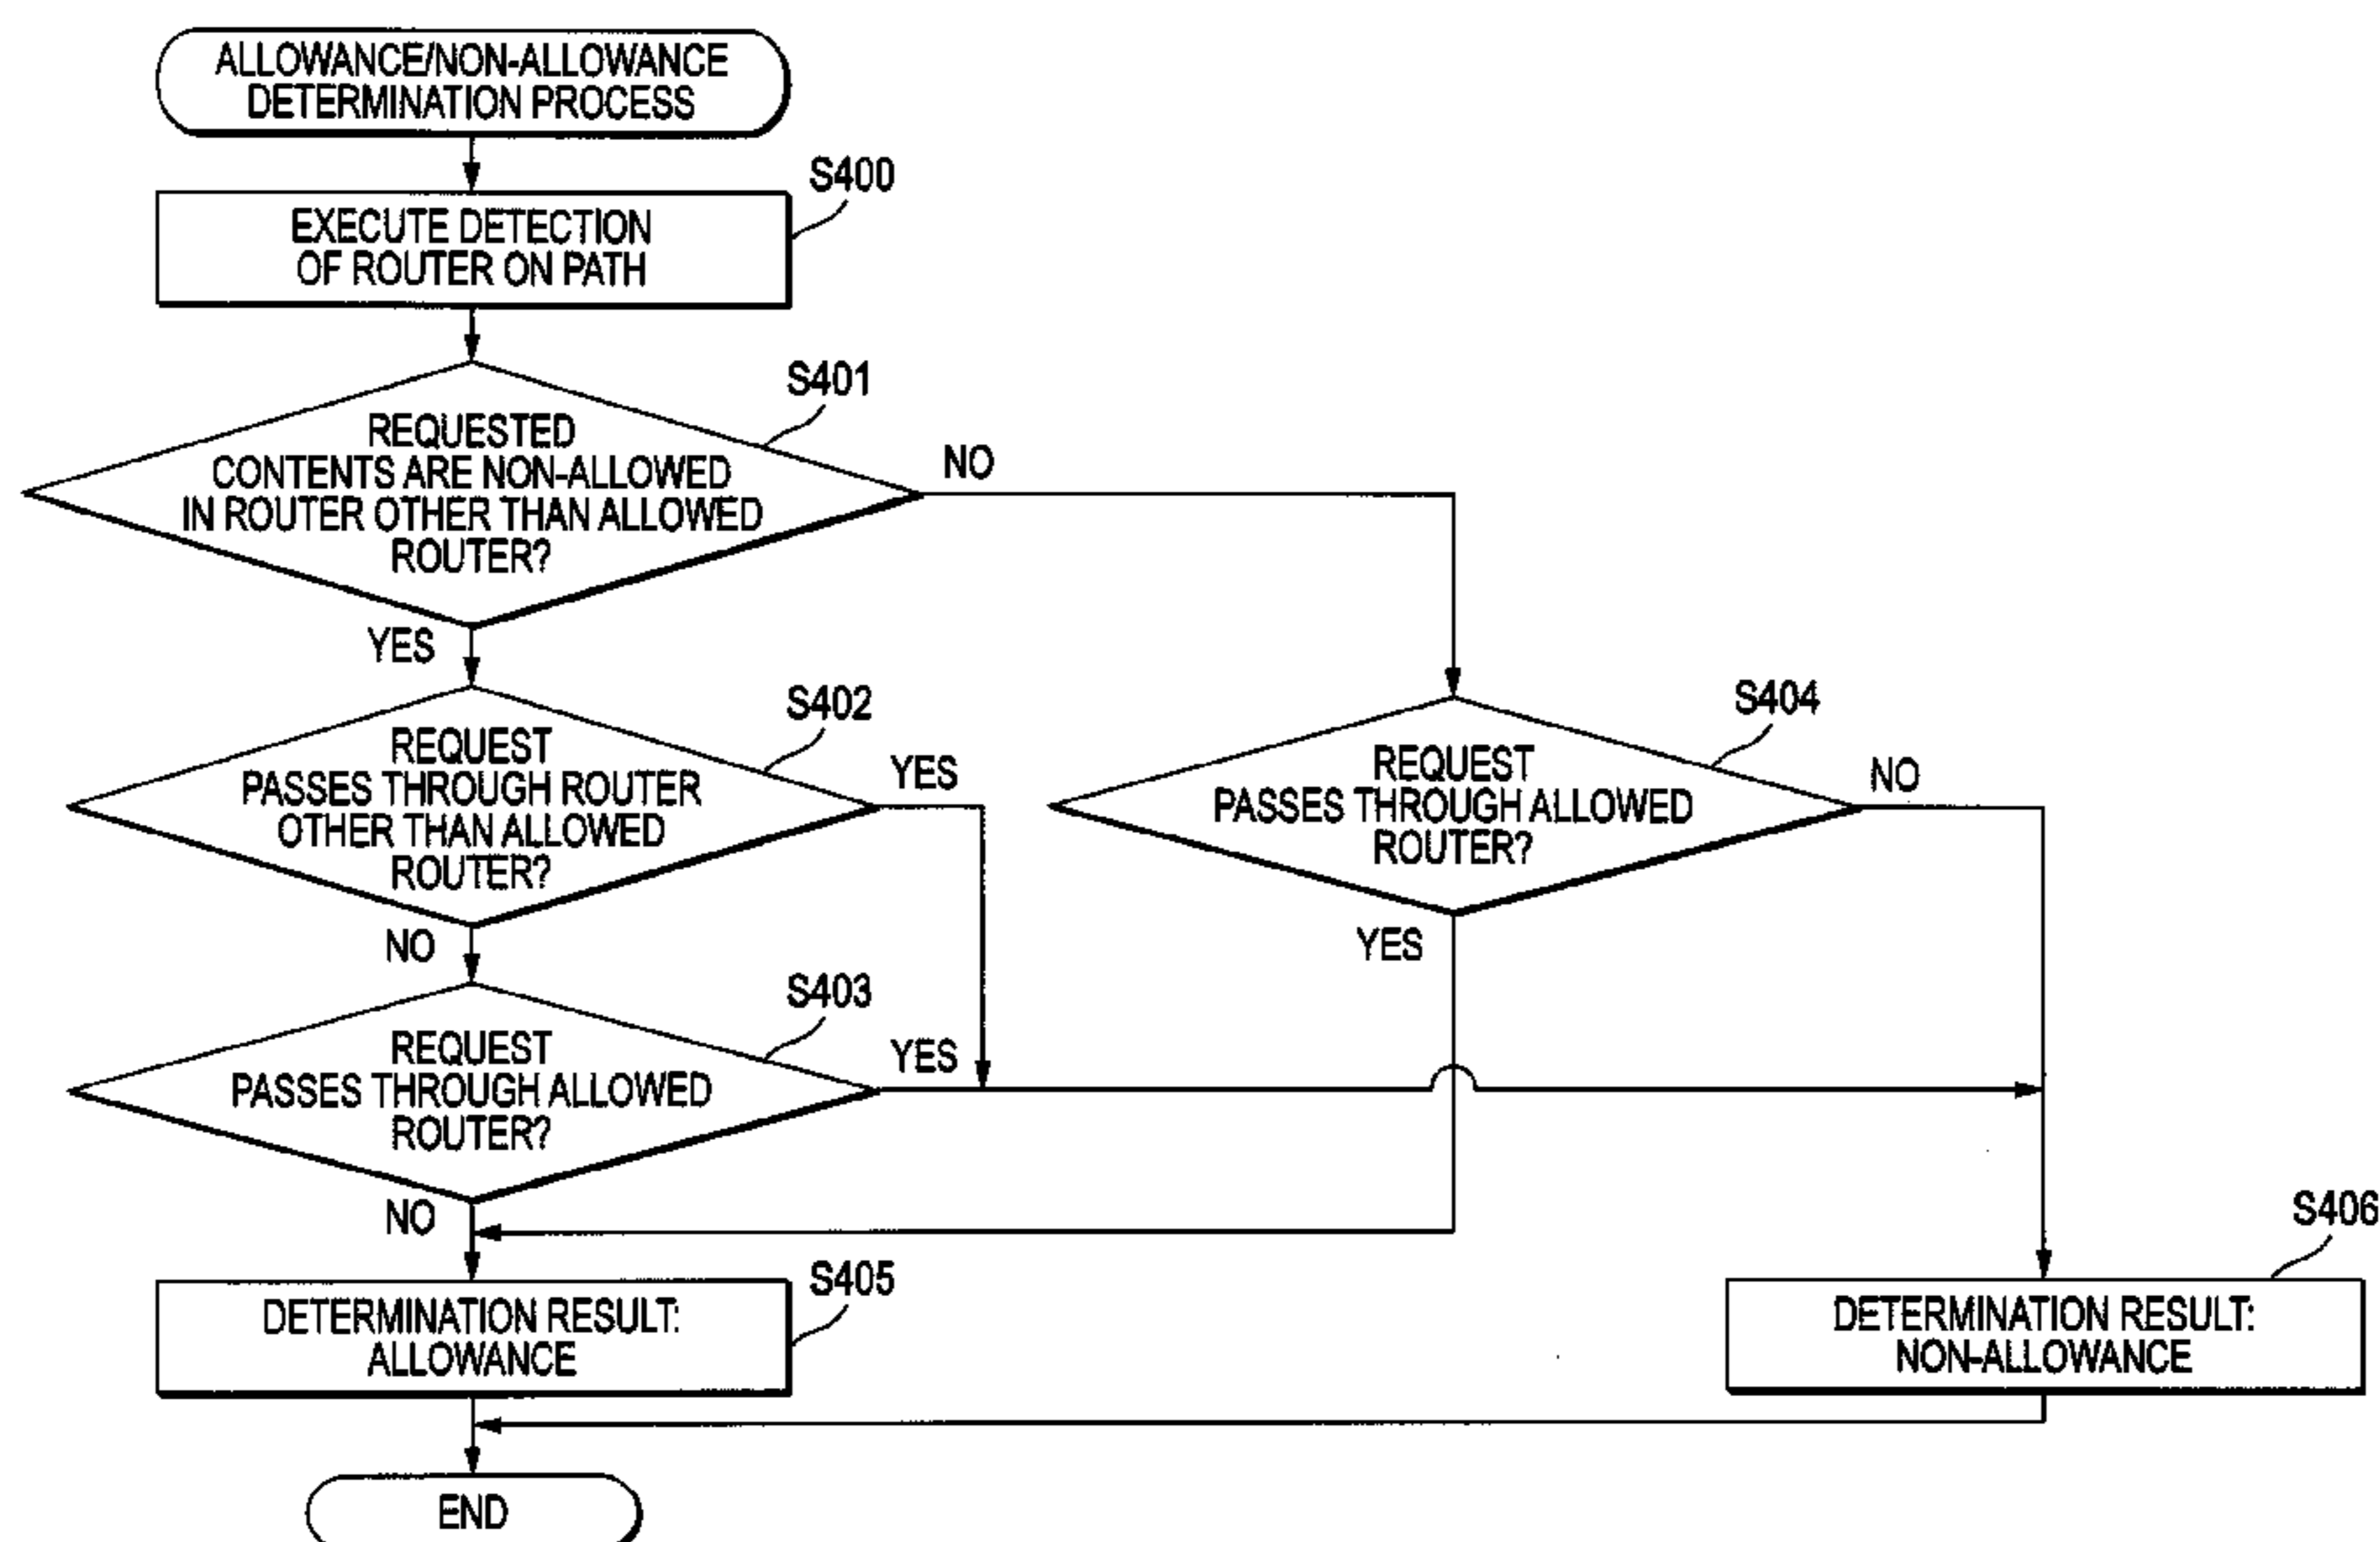 ALLOWANCE/NON-ALLOWANCE
DETERMINATION PROCESS
S400
EXECUTE DETECTION
OF ROUTER ON PATH
S401
REQUESTED
CONTENTS ARE NON-ALLOWED
IN ROUTER OTHER THAN ALLOWED
ROUTER?
NO
YES
S402
REQUEST
PASSES THROUGH ROUTER
OTHER THAN ALLOWED
ROUTER?
YES
NO
S404
REQUEST
PASSES THROUGH ALLOWED
ROUTER?
NO
YES
S403
REQUEST
PASSES THROUGH ALLOWED
ROUTER?
YES
NO
S405
DETERMINATION RESULT:
ALLOWANCE
S406
DETERMINATION RESULT:
NON-ALLOWANCE
END